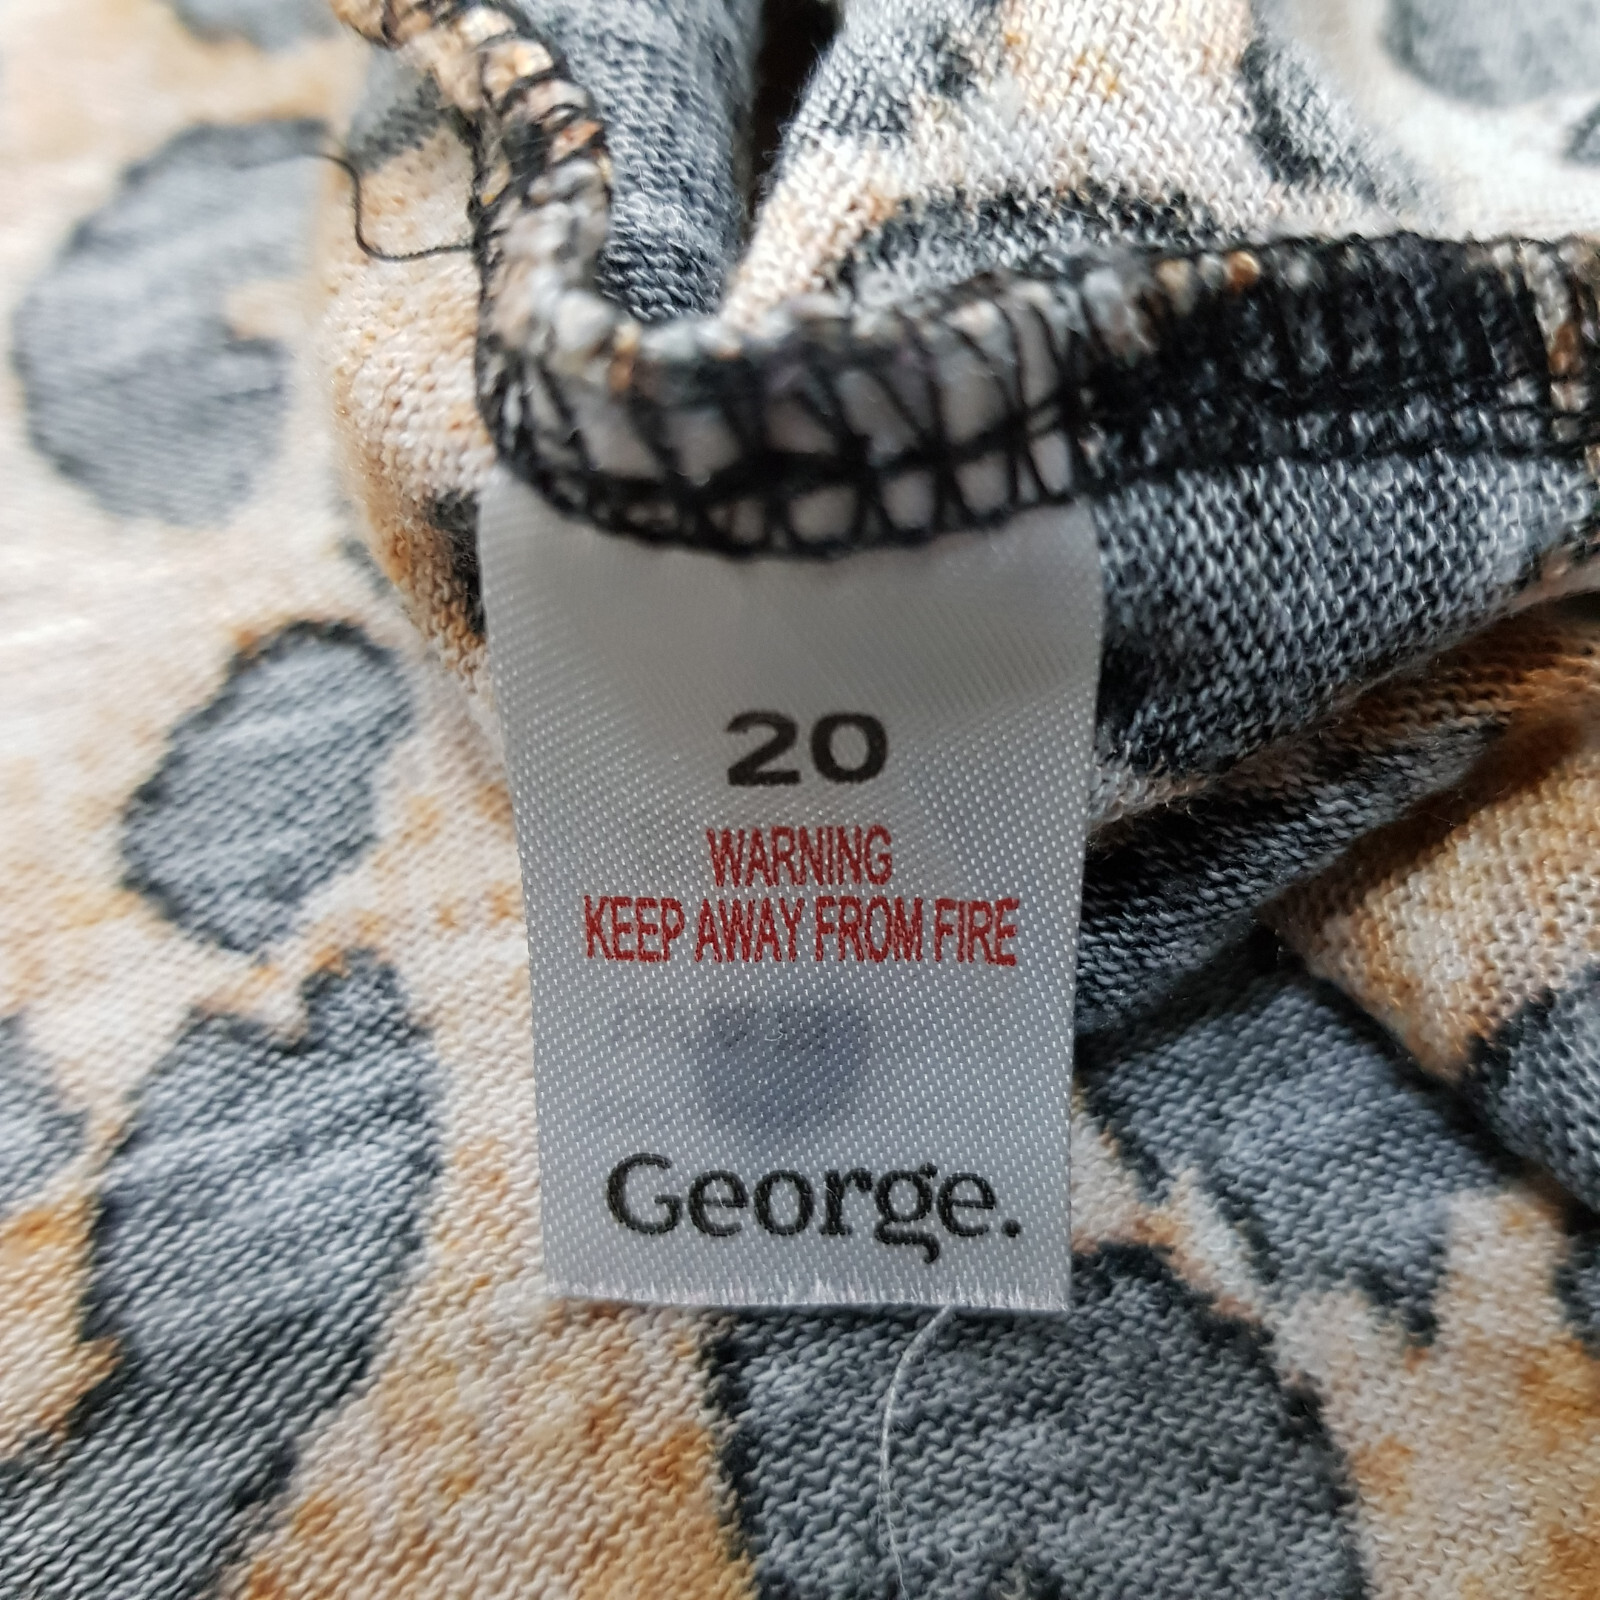 20
WARNING
KEEP AWAY FROM FIRE
George.